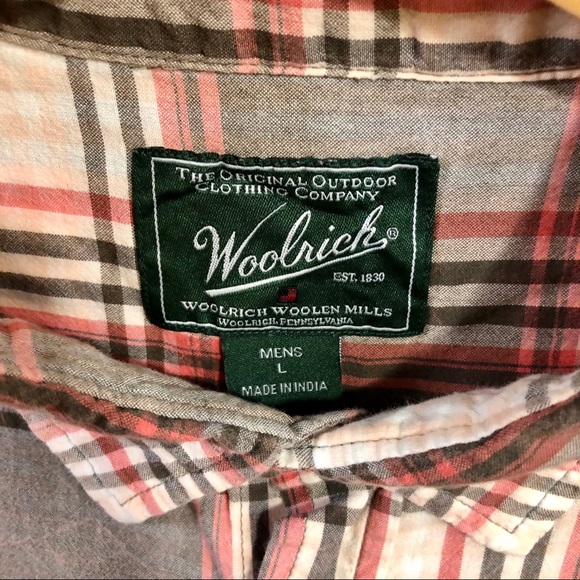 THE ORIGINAL OUTDOOR
CLOTHING COMPANY
Woolrich®
EST. 1830
WOOLRICH WOOLEN MILLS
WOOLRICH, PENNSYLVANIA
MENS
L
MADE IN INDIA